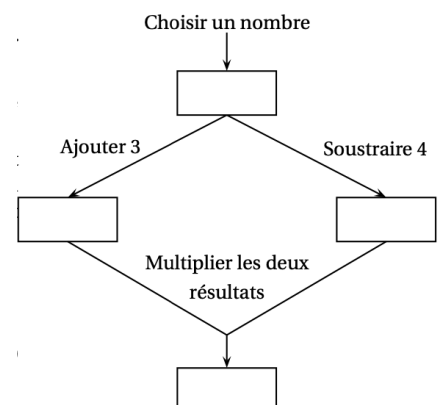 Choisir un nombre
Ajouter 3
Soustraire 4
Multiplier les deux
résultats